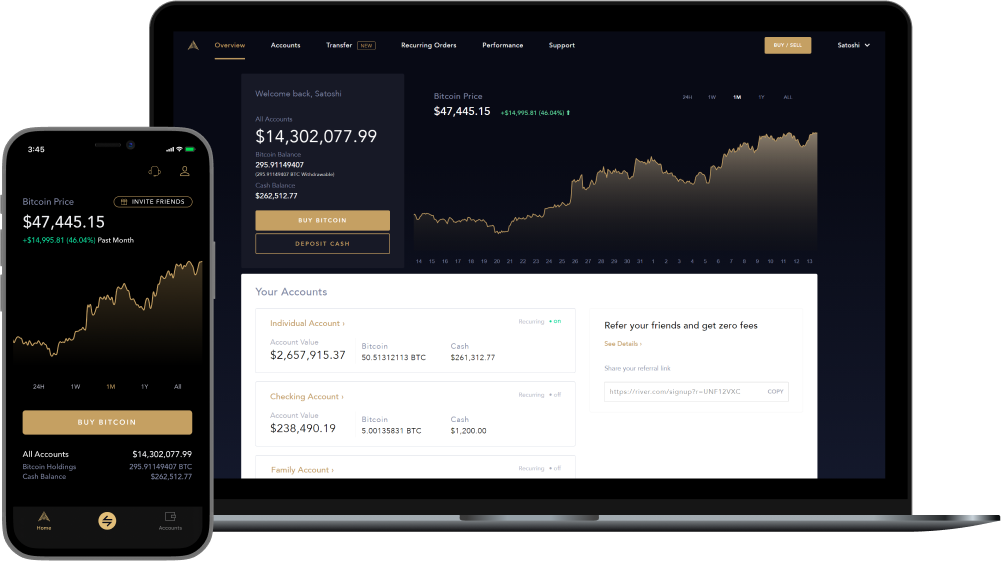 Overview
Accounts
Transfer NEW
Recurring Orders
Performance
Support
BUY / SELL
Satoshi
Welcome back, Satoshi
All Accounts
$14,302,077.99
Bitcoin Balance
295.91149407
(295.91149407 BTC Withdrawable)
Cash Balance
$262,512.77
BUY BITCOIN
DEPOSIT CASH
Bitcoin Price
$47,445.15 +$14,995.81 (46.04%)
24H 1W 1M 1Y ALL
14 15 16 17 18 19 20 21 22 23 24 25 26 27 28 29 30 31 1 2 3 4 5 6 7 8 9 10 11 12 13
Your Accounts
Individual Account ›
Recurring: • on
Account Value
$2,657,915.37
Bitcoin
50.51312113 BTC
Cash
$261,312.77
Checking Account ›
Recurring: • off
Account Value
$238,490.19
Bitcoin
5.00135831 BTC
Cash
$1,200.00
Family Account ›
Recurring: • off
Refer your friends and get zero fees
See Details ›
Share your referral link
https://river.com/signup?r=UNF12VXC COPY
3:45
Bitcoin Price
INVITE FRIENDS
$47,445.15
+$14,995.81 (46.04%) Past Month
24H 1W 1M 1Y All
BUY BITCOIN
All Accounts $14,302,077.99
Bitcoin Holdings 295.91149407 BTC
Cash Balance $262,512.77
Home
Accounts